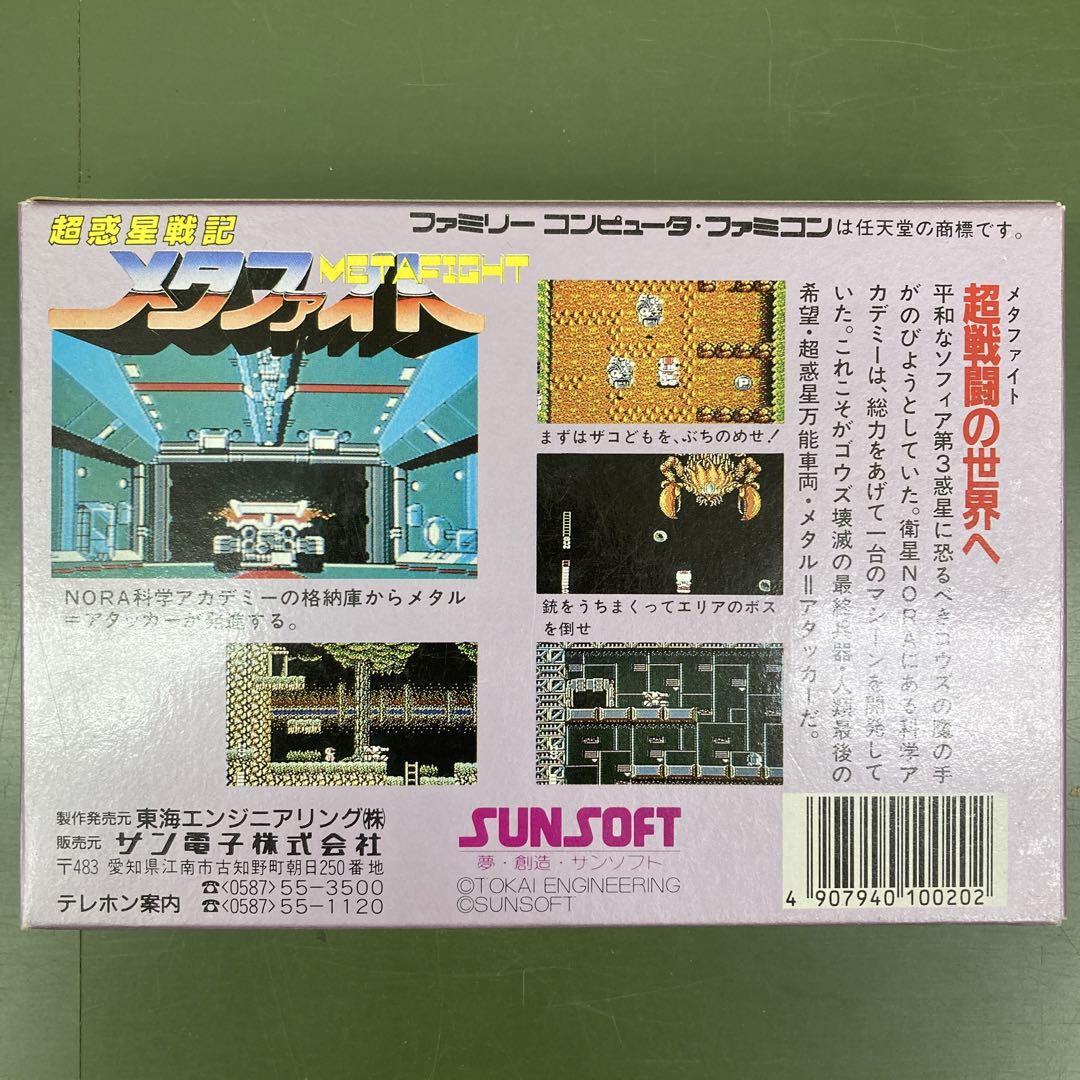 超惑星戦記
メタファイト
METAFIGHT
ファミリー コンピュータ・ファミコンは任天堂の商標です。
メタファイト
超戦闘の世界へ
平和なソフィア第3惑星に恐るべきゴウズの魔の手
がのびようとしていた。衛星NORAにある科学ア
カデミーは、総力をあげて一台のマシーンを開発して
いた。これこそがゴウズ壊滅の最終兵器・人類最後の
希望・超惑星万能車両・メタル=アタッカーだ。
NORA科学アカデミーの格納庫からメタル
=アタッカーが発進する。
まずはザコどもを、ぶちのめせ!
銃をうちまくってエリアのボス
を倒せ
製作発売元 東海エンジニアリング㈱
販売元 サン電子株式会社
〒483 愛知県江南市古知野町朝日250番地
☎<0587>55-3500
テレホン案内 ☎<0587>55-1120
SUNSOFT
夢・創造・サンソフト
©TOKAI ENGINEERING
©SUNSOFT
4 907940 100202